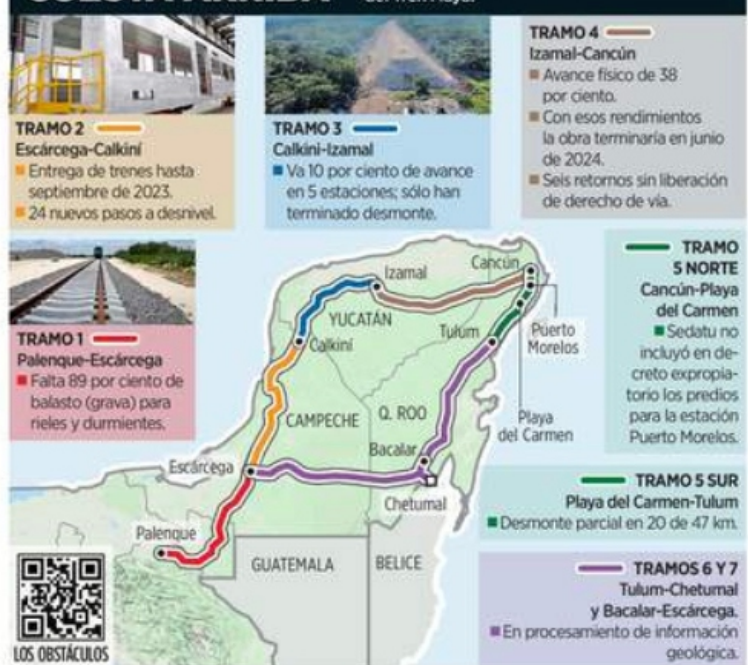 TRAMO 2
Escárcega-Calkiní
Entrega de trenes hasta
septiembre de 2023.
24 nuevos pasos a desnivel.
TRAMO 3
Calkini-Izamal
Va 10 por ciento de avance
en 5 estaciones; sólo han
terminado desmonte.
TRAMO 4
Izamal-Cancún
Avance físico de 38
por ciento.
Con esos rendimientos
la obra terminaría en junio
de 2024.
Seis retornos sin liberación
de derecho de vía.
TRAMO 1
Palenque-Escárcega
Falta 89 por ciento de
balasto (grava) para
rieles y durmientes.
TRAMO
5 NORTE
Cancún-Playa
del Carmen
Sedatu no
incluyó en de-
creto expropia-
torio los predios
para la estación
Puerto Morelos.
Izamal
Cancún
YUCATÁN
Tulum
Puerto
Morelos
Calkiní
CAMPECHE
Q. ROO
Playa
del Carmen
Bacalar
Escárcega
Chetumal
Palenque
GUATEMALA
BELICE
TRAMO 5 SUR
Playa del Carmen-Tulum
Desmonte parcial en 20 de 47 km.
TRAMOS 6 Y 7
Tulum-Chetumal
y Bacalar-Escárcega.
En procesamiento de información
geológica.
LOS OBSTÁCULOS